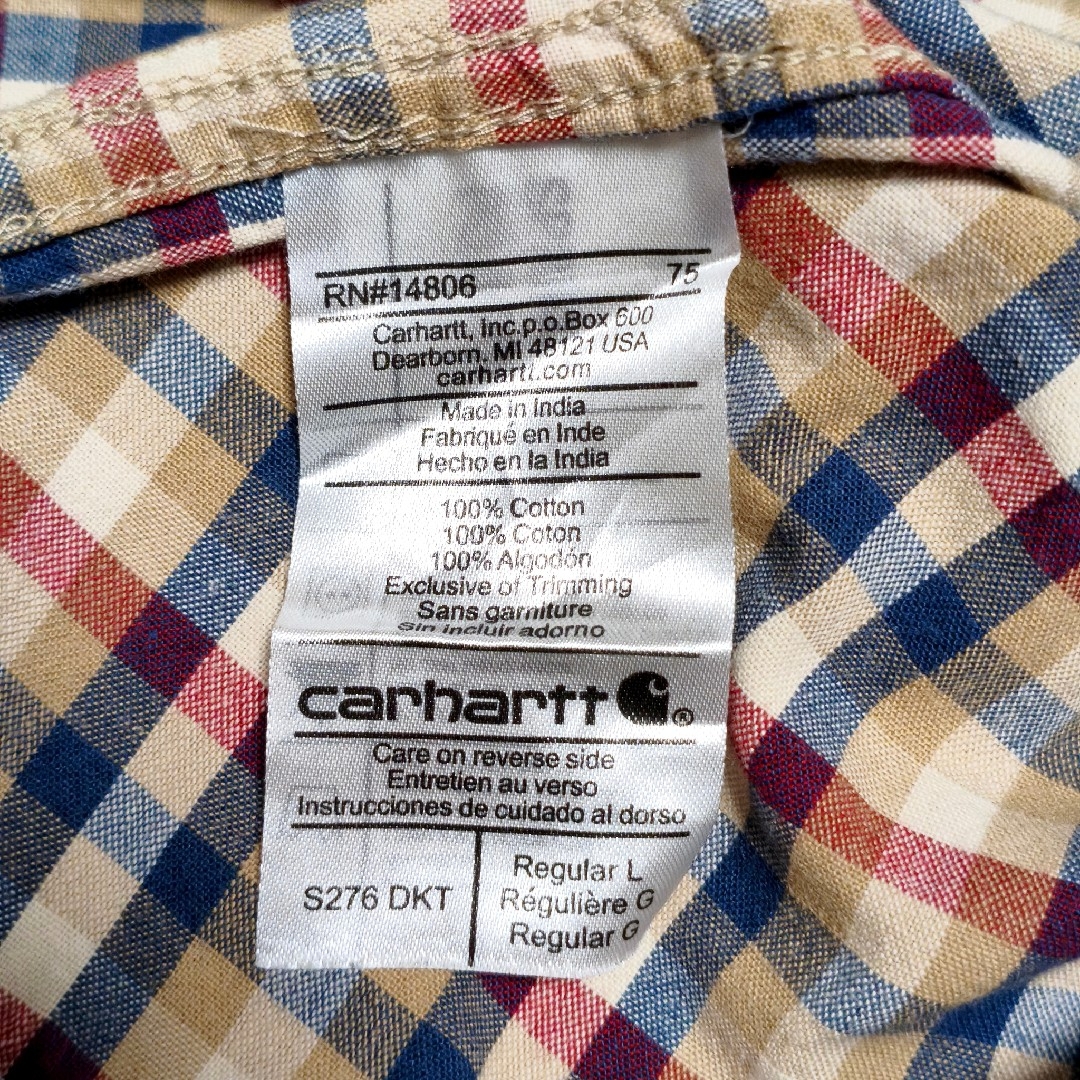 RN#14806 75
Carhartt, Inc.p.o.Box 600
Dearborn, MI 48121 USA
carhartt.com
Made in India
Fabriqué en Inde
Hecho en la India
100% Cotton
100% Coton
100% Algodón
Exclusive of Trimming
Sans garniture
Sin incluir adorno
carhartt ®
Care on reverse side
Entretien au verso
Instrucciones de cuidado al dorso
S276 DKT
Regular L
Régulière G
Regular G